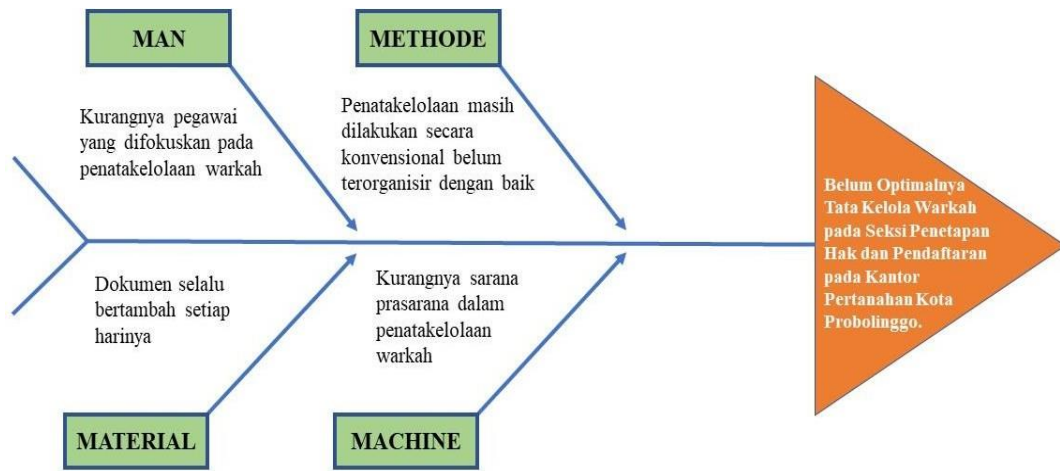 MAN
METHODE
Kurangnya pegawai
yang difokuskan pada
penatakelolaan warkah
Penatakelolaan masih
dilakukan secara
konvensional belum
terorganisir dengan baik
Belum Optimalnya
Tata Kelola Warkah
pada Seksi Penetapan
Hak dan Pendaftaran
pada Kantor
Pertanahan Kota
Probolinggo.
Dokumen selalu
bertambah setiap
harinya
Kurangnya sarana
prasarana dalam
penatakelolaan
warkah
MATERIAL
MACHINE